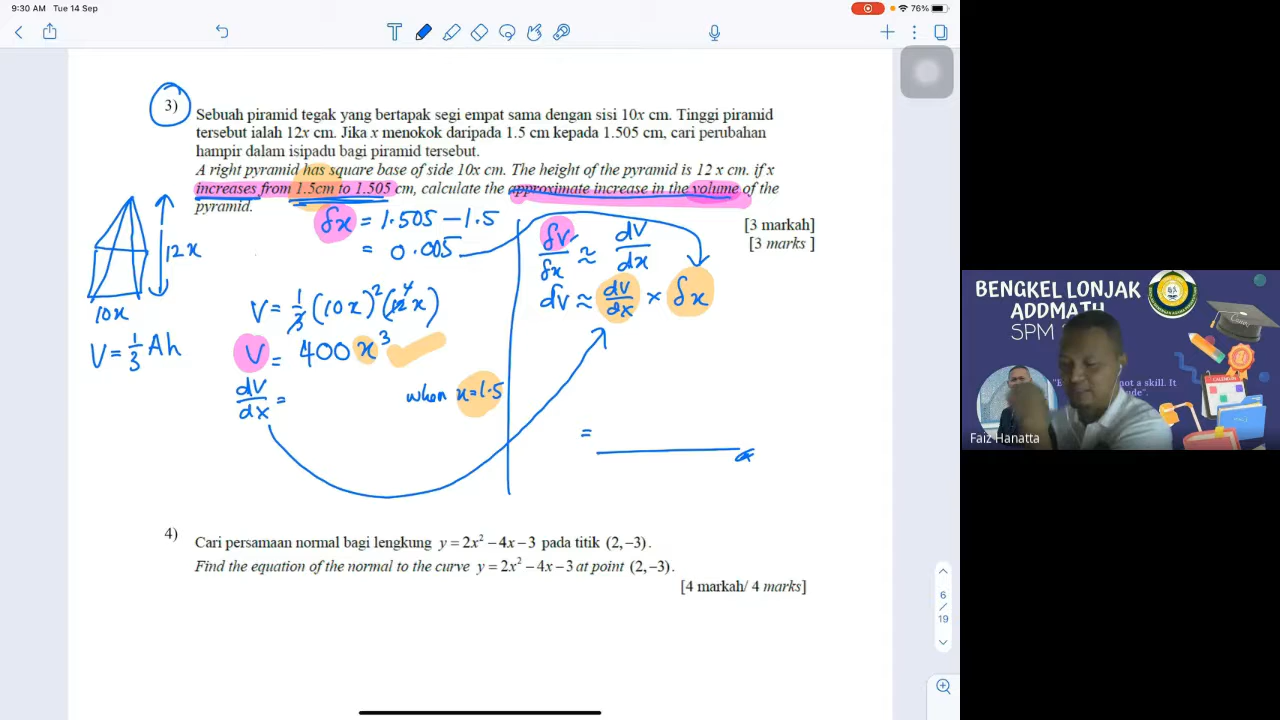 9:30 AM Tue 14 Sep
76%
3)
Sebuah piramid tegak yang bertapak segi empat sama dengan sisi 10x cm. Tinggi piramid
tersebut ialah 12x cm. Jika x menokok daripada 1.5 cm kepada 1.505 cm, cari perubahan
hampir dalam isipadu bagi piramid tersebut.
A right pyramid has square base of side 10x cm. The height of the pyramid is 12 x cm. if x
increases from 1.5cm to 1.505 cm, calculate the approximate increase in the volume of the
pyramid.
[3 markah]
[3 marks ]
12x
10x
V = 1/3 Ah
δx = 1.505 − 1.5
= 0.005
V = 1/3 (10x)² (12x) 4
V = 400x³
dV/dx =
when x=1.5
δV/δx ≈ dV/dx
dV ≈ dV/dx × δx
=
4)
Cari persamaan normal bagi lengkung y = 2x² − 4x − 3 pada titik (2, −3).
Find the equation of the normal to the curve y = 2x² − 4x − 3 at point (2, −3).
[4 markah/ 4 marks]
6
/
19
BENGKEL LONJAK
ADDMATH
SPM 2
not a skill. It
Faiz Hanatta